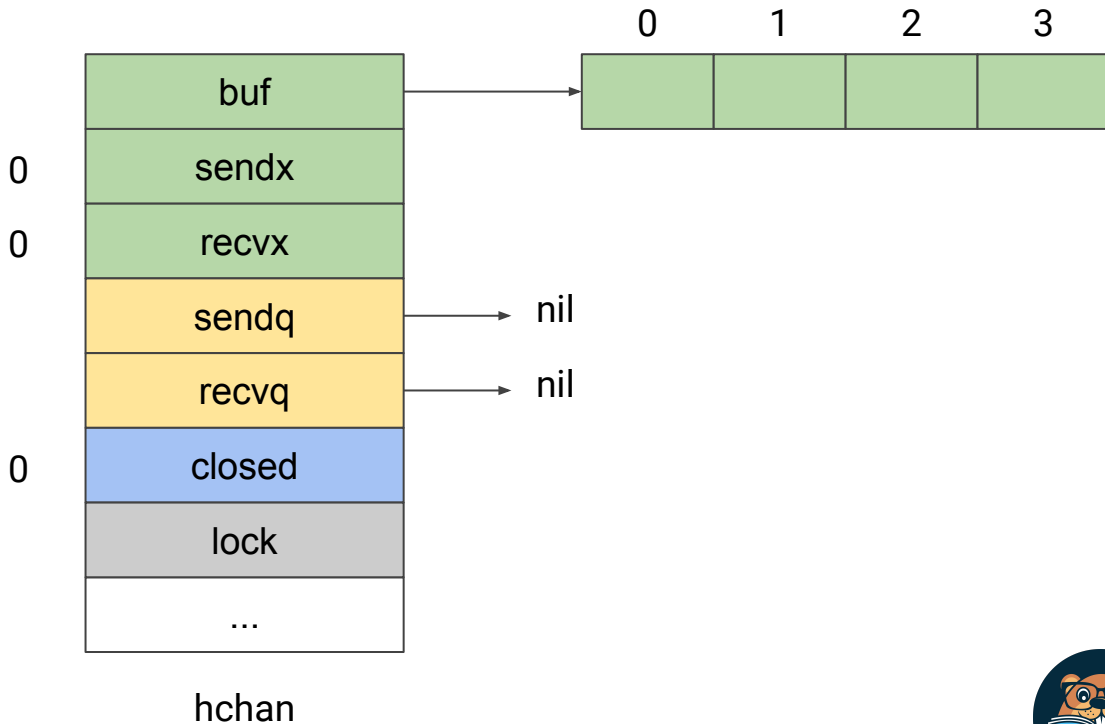 0 1 2 3
buf
0 sendx
0 recvx
sendq nil
recvq nil
0 closed
lock
...
hchan